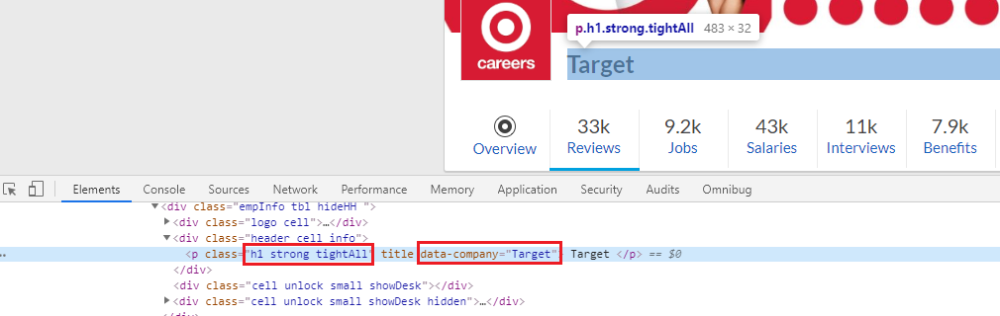 p.h1.strong.tightAll 483 × 32
careers
Target
33k 9.2k 43k 11k 7.9k
Overview Reviews Jobs Salaries Interviews Benefits
Elements Console Sources Network Performance Memory Application Security Audits Omnibug
▼<div class="empInfo tbl hideHH ">
▶<div class="logo cell">…</div>
▼<div class="header cell info">
… <p class="h1 strong tightAll" title data-company="Target"> Target </p> == $0
</div>
<div class="cell unlock small showDesk"></div>
▶<div class="cell unlock small showDesk hidden">…</div>
</div>